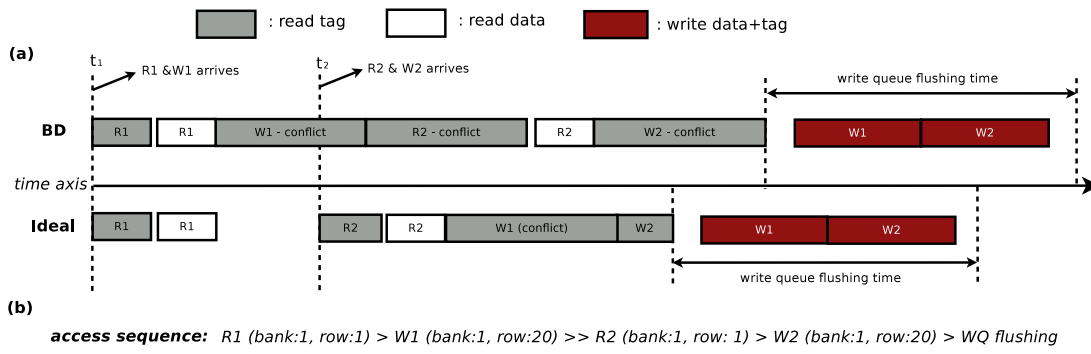 : read tag : read data : write data+tag
(a)
t1 R1 &W1 arrives t2 R2 & W2 arrives
write queue flushing time
BD R1 R1 W1 - conflict R2 - conflict R2 W2 - conflict W1 W2
time axis
Ideal R1 R1 R2 R2 W1 (conflict) W2 W1 W2
write queue flushing time
(b)
access sequence: R1 (bank:1, row:1) > W1 (bank:1, row:20) >> R2 (bank:1, row: 1) > W2 (bank:1, row:20) > WQ flushing